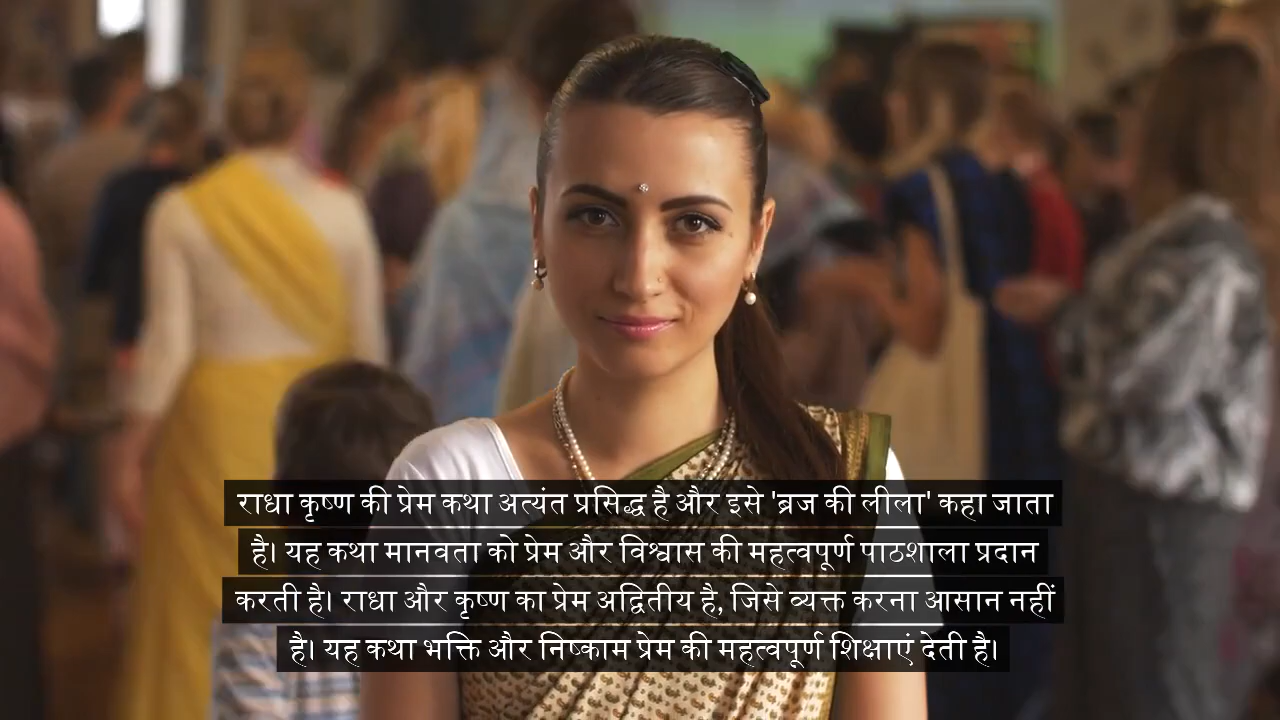 राधा कृष्ण की प्रेम कथा अत्यंत प्रसिद्ध है और इसे 'ब्रज की लीला' कहा जाता
है। यह कथा मानवता को प्रेम और विश्वास की महत्वपूर्ण पाठशाला प्रदान
करती है। राधा और कृष्ण का प्रेम अद्वितीय है, जिसे व्यक्त करना आसान नहीं
है। यह कथा भक्ति और निष्काम प्रेम की महत्वपूर्ण शिक्षाएं देती है।